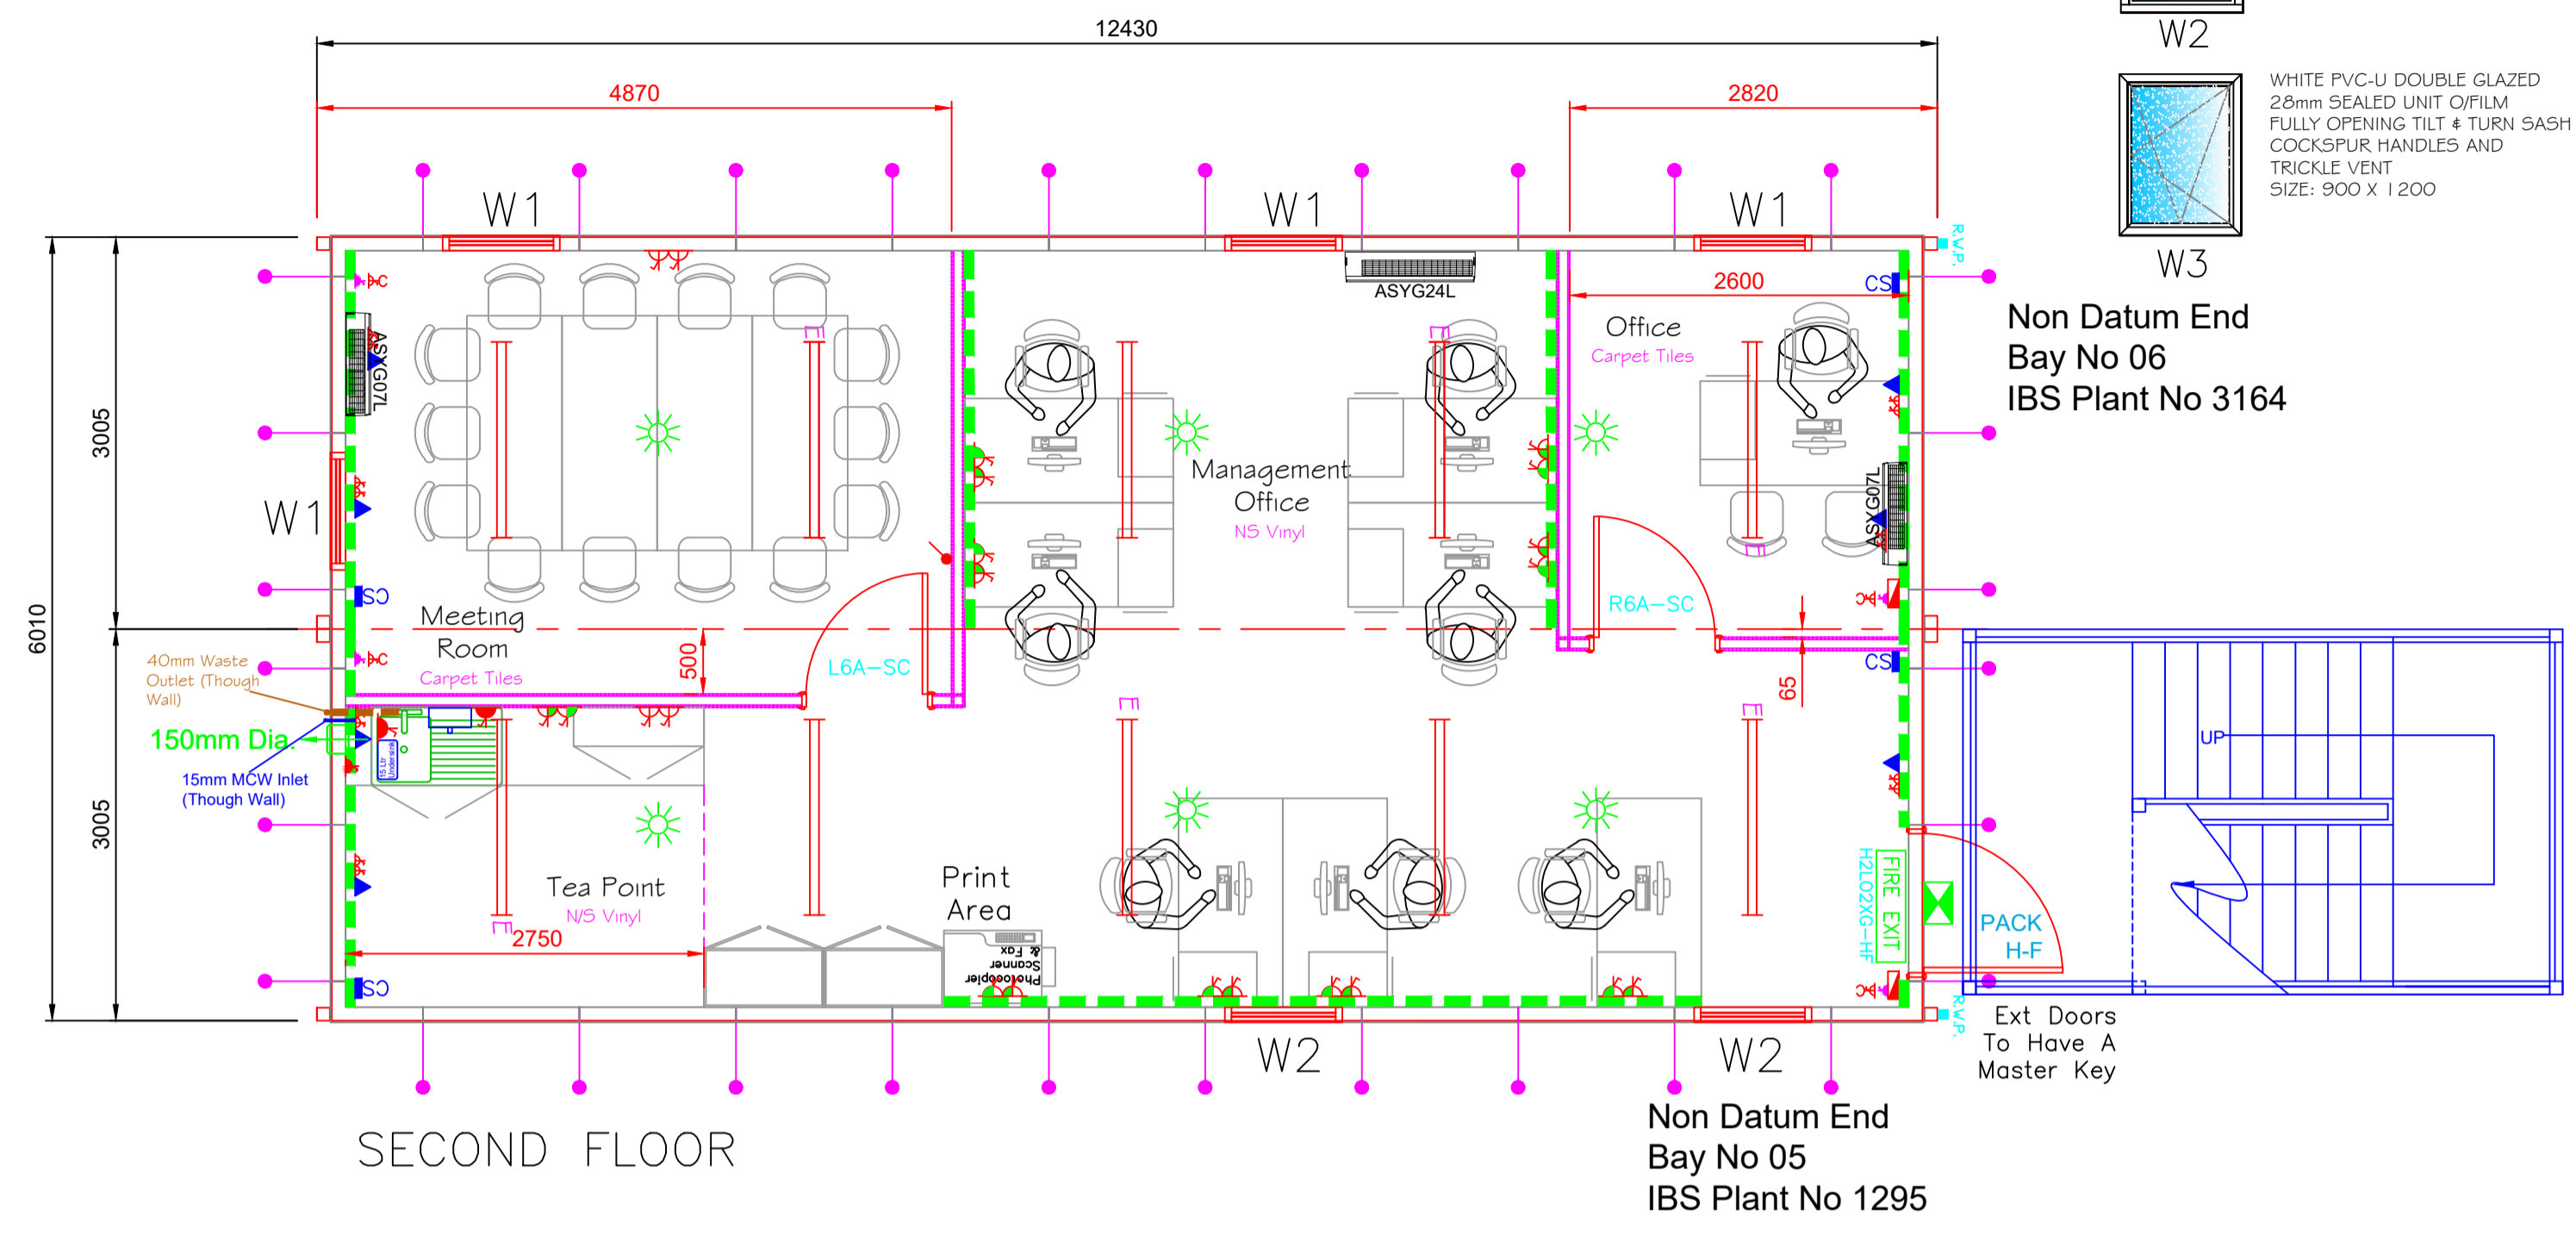 12430
W2
4870
2820
WHITE PVC-U DOUBLE GLAZED
28mm SEALED UNIT O/FILM
FULLY OPENING TILT & TURN SASH
COCKSPUR HANDLES AND
TRICKLE VENT
SIZE: 900 X 1200
W3
W1
W1
W1
R.W.P.
ASYG24L
CS
2600
Office
Carpet Tiles
E
E
Non Datum End
Bay No 06
IBS Plant No 3164
ASYG07L
3005
Management
Office
NS Vinyl
ASYG07L
W1
E
CS
R6A-SC
6010
Meeting
Room
Carpet Tiles
500
L6A-SC
40mm Waste
Outlet (Though
Wall)
CS
65
E
E
150mm Dia.
15 Ltr
Undersink
15mm MCW Inlet
(Though Wall)
UP
3005
Tea Point
N/S Vinyl
E
2750
Print
Area
Photocopier
Scanner
& Fax
H2LO2XG-HF
FIRE EXIT
PACK
H-F
CS
R.W.P.
W2
W2
Ext Doors
To Have A
Master Key
SECOND FLOOR
Non Datum End
Bay No 05
IBS Plant No 1295